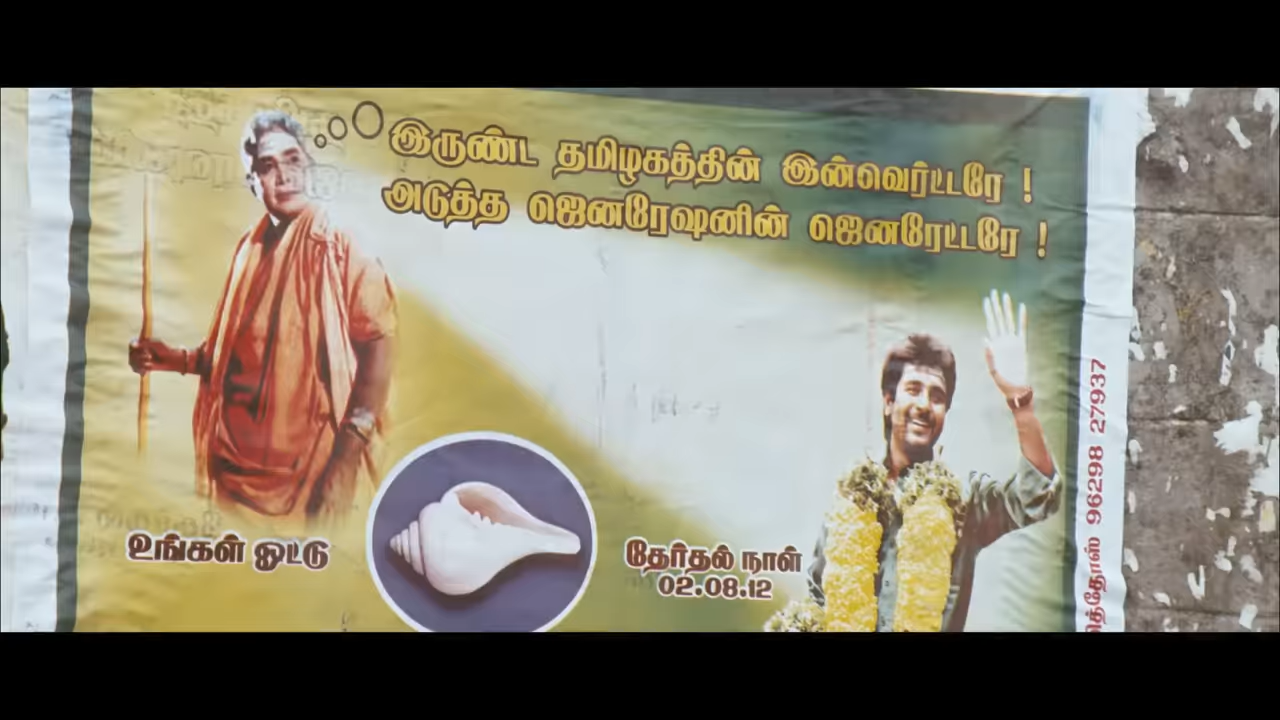 இருண்ட தமிழகத்தின் இன்வெர்ட்டரே !
அடுத்த ஜெனரேஷனின் ஜெனரேட்டரே !
உங்கள் ஓட்டு
தேர்தல் நாள்
02.08.12
96298 27937